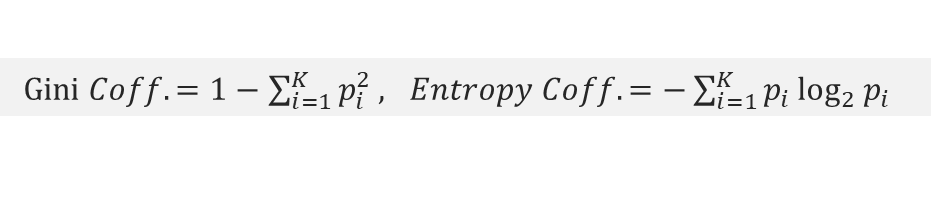 Gini Coff. = 1 − ∑_{i=1}^{K} p_i^2 , Entropy Coff. = − ∑_{i=1}^{K} p_i log_2 p_i